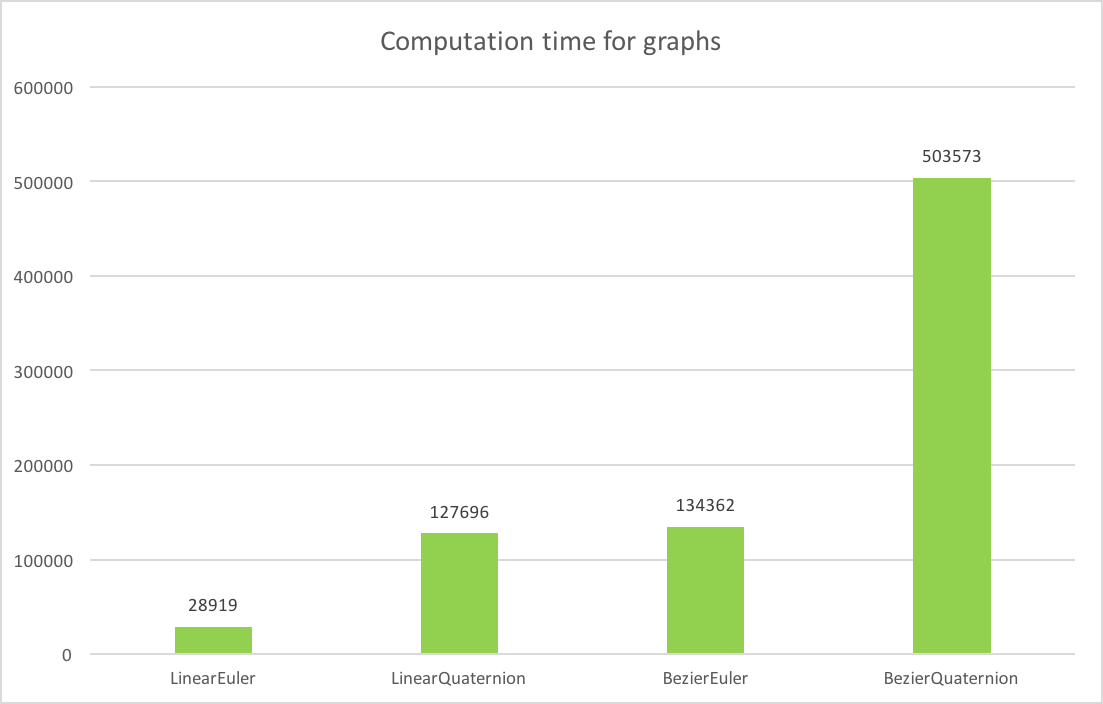 Computation time for graphs
600000
500000
400000
300000
200000
100000
0
28919
127696
134362
503573
LinearEuler
LinearQuaternion
BezierEuler
BezierQuaternion